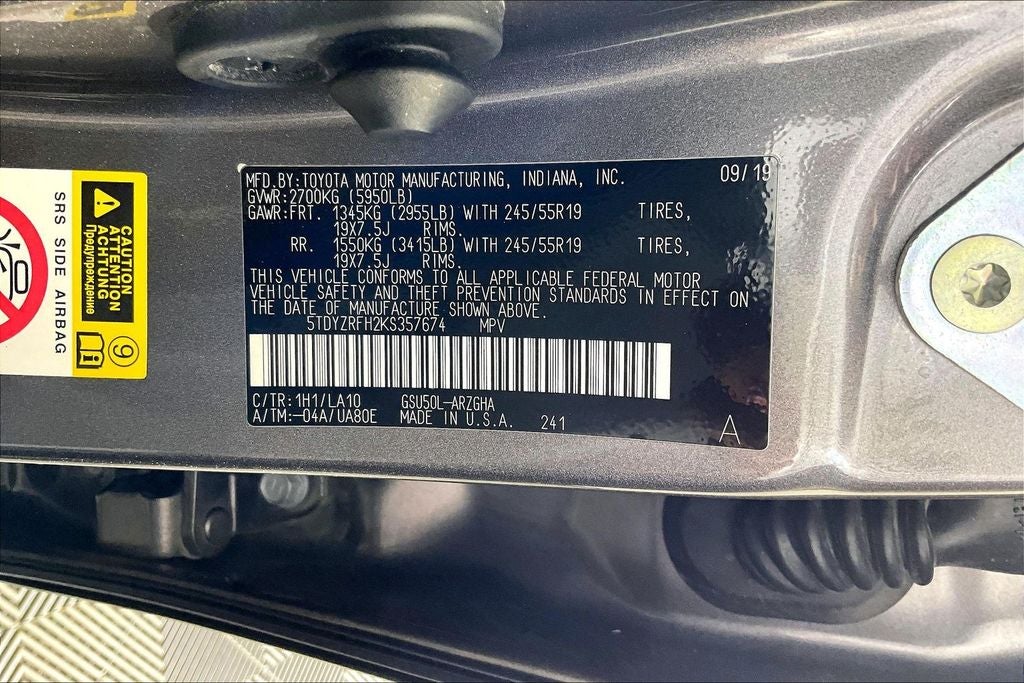 MFD.BY:TOYOTA MOTOR MANUFACTURING, INDIANA, INC. 09/19
GVWR:2700KG (5950LB)
GAWR:FRT. 1345KG (2955LB) WITH 245/55R19 TIRES,
19X7.5J RIMS.
RR. 1550KG (3415LB) WITH 245/55R19 TIRES,
19X7.5J RIMS.
THIS VEHICLE CONFORMS TO ALL APPLICABLE FEDERAL MOTOR
VEHICLE SAFETY AND THEFT PREVENTION STANDARDS IN EFFECT ON
THE DATE OF MANUFACTURE SHOWN ABOVE.
5TDYZRFH2KS357674 MPV
C/TR:1H1/LA10 GSU50L-ARZGHA
A/TM:-04A/UA80E MADE IN U.S.A. 241
A
CAUTION
ATTENTION
ACHTUNG
Предупреждение
9
SRS SIDE AIRBAG